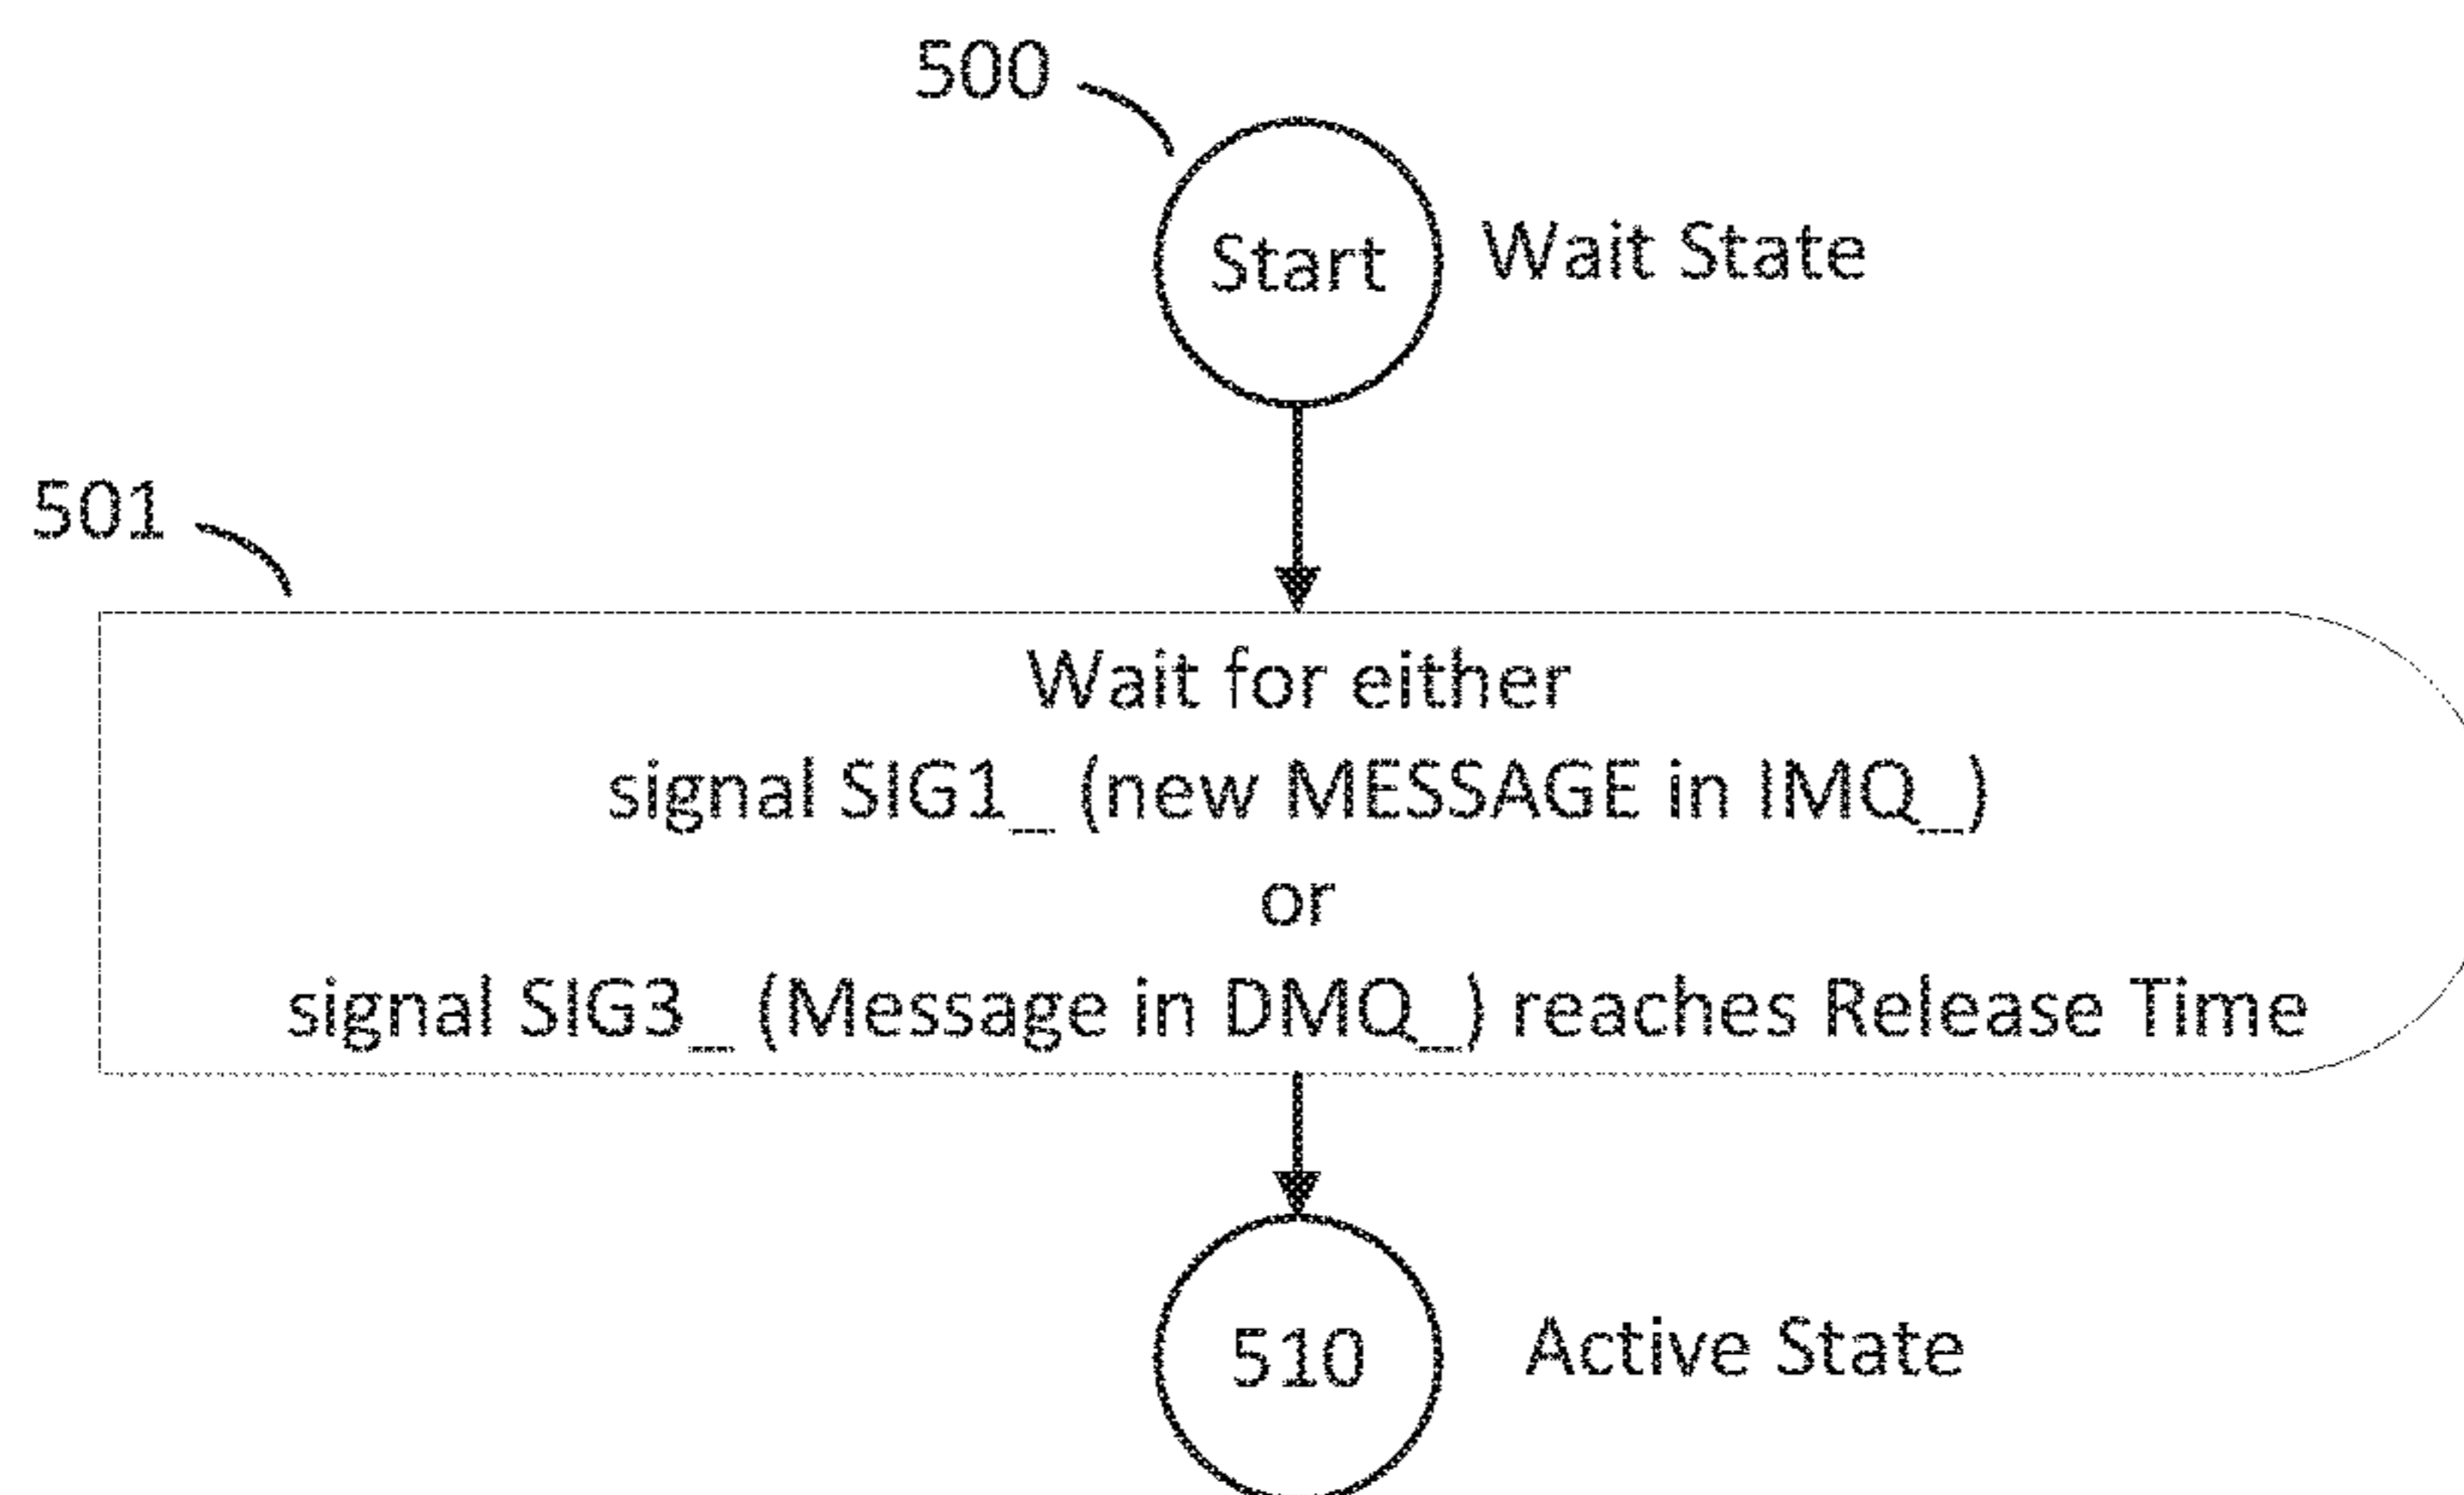 500
Start
Wait State
501
Wait for either
signal SIG1_ (new MESSAGE in IMQ_)
or
signal SIG3_ (Message in DMQ_) reaches Release Time
510
Active State